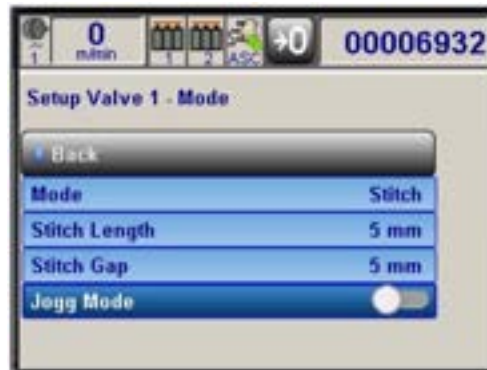 0 00006932
1 m/min 1 2 ASC →0
Setup Valve 1 - Mode
Back
Mode Stitch
Stitch Length 5 mm
Stitch Gap 5 mm
Jogg Mode